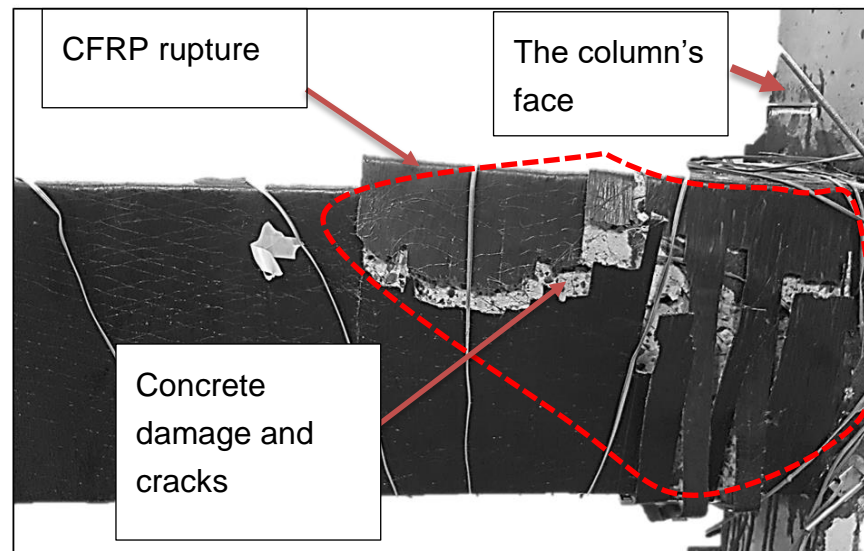 CFRP rupture
The column’s
face
Concrete
damage and
cracks